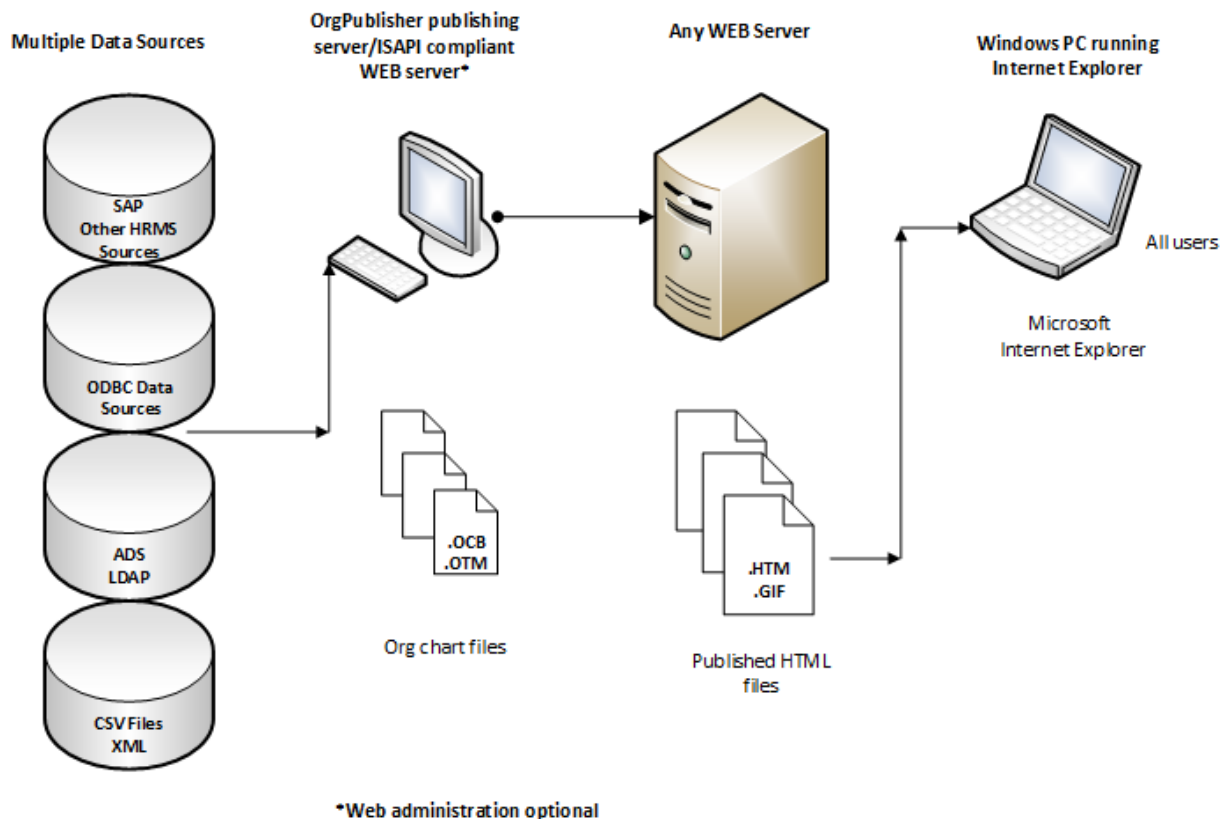 Multiple Data Sources
OrgPublisher publishing
server/ISAPI compliant
WEB server*
Any WEB Server
Windows PC running
Internet Explorer
SAP
Other HRMS
Sources
ODBC Data
Sources
ADS
LDAP
CSV Files
XML
.OCB
.OTM
Org chart files
.HTM
.GIF
Published HTML
files
All users
Microsoft
Internet Explorer
*Web administration optional